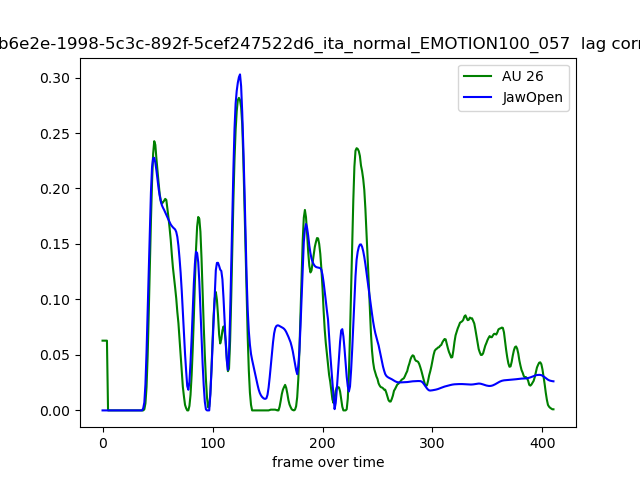 b6e2e-1998-5c3c-892f-5cef247522d6_ita_normal_EMOTION100_057 lag corr
AU 26
JawOpen
0.30
0.25
0.20
0.15
0.10
0.05
0.00
0 100 200 300 400
frame over time